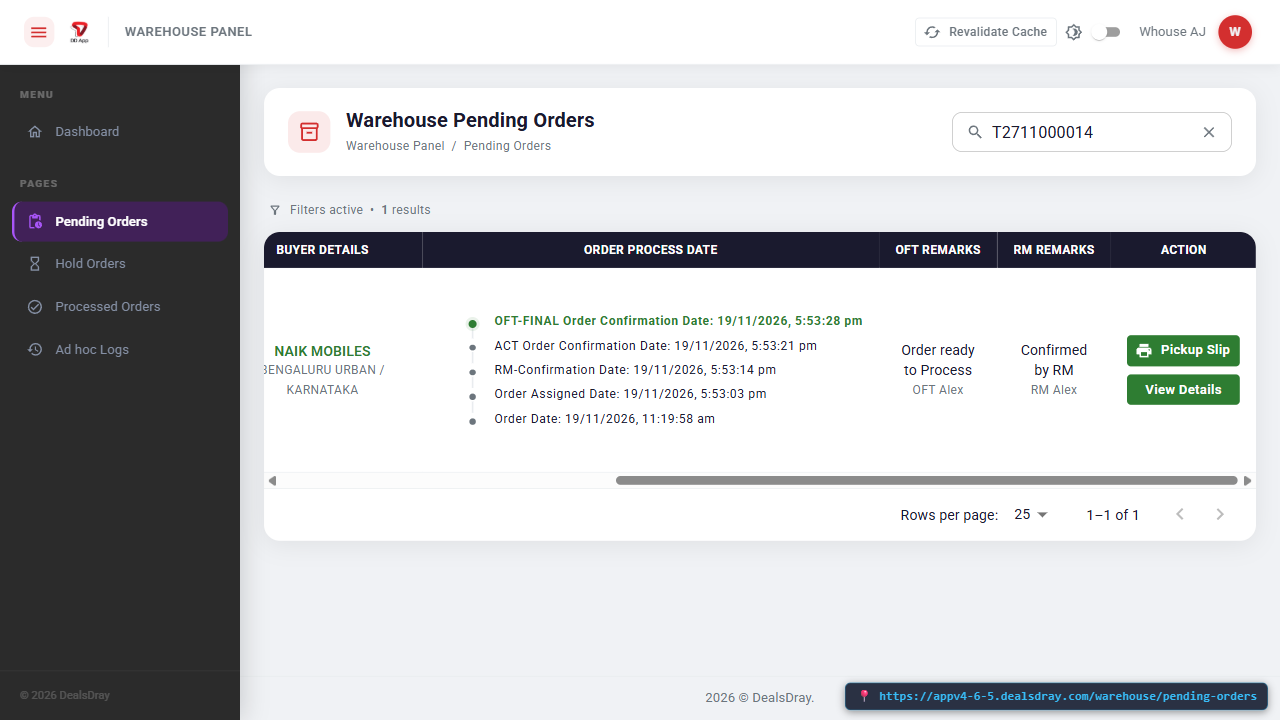 DD App
WAREHOUSE PANEL
Revalidate Cache
Whouse AJ
W
MENU
Dashboard
PAGES
Pending Orders
Hold Orders
Processed Orders
Ad hoc Logs
© 2026 DealsDray
Warehouse Pending Orders
Warehouse Panel / Pending Orders
T2711000014
Filters active • 1 results
BUYER DETAILS
ORDER PROCESS DATE
OFT REMARKS
RM REMARKS
ACTION
NAIK MOBILES
BENGALURU URBAN /
KARNATAKA
OFT-FINAL Order Confirmation Date: 19/11/2026, 5:53:28 pm
ACT Order Confirmation Date: 19/11/2026, 5:53:21 pm
RM-Confirmation Date: 19/11/2026, 5:53:14 pm
Order Assigned Date: 19/11/2026, 5:53:03 pm
Order Date: 19/11/2026, 11:19:58 am
Order ready
to Process
OFT Alex
Confirmed
by RM
RM Alex
Pickup Slip
View Details
Rows per page: 25
1–1 of 1
2026 © DealsDray.
https://appv4-6-5.dealsdray.com/warehouse/pending-orders